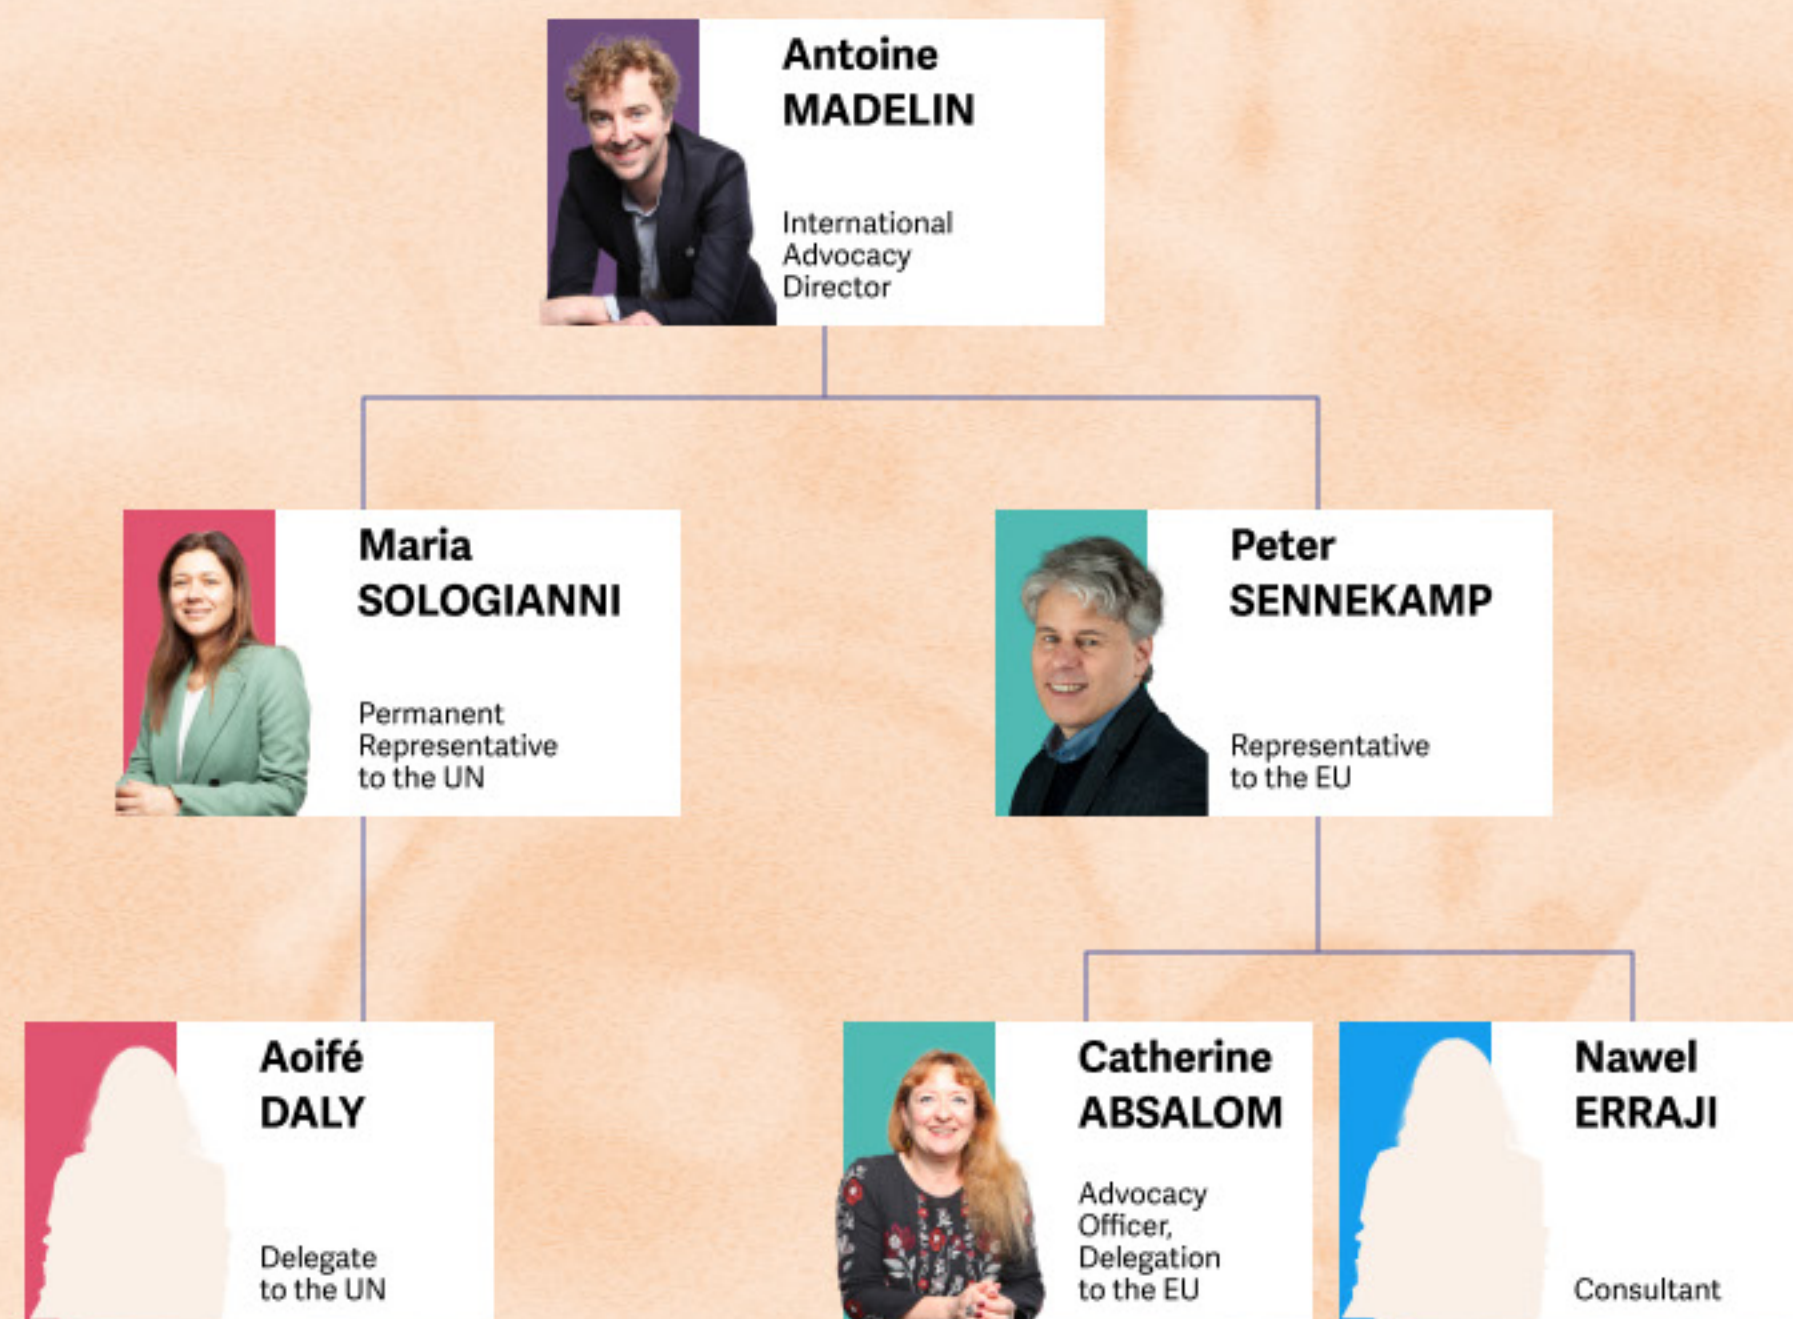 Antoine
MADELIN
International
Advocacy
Director
Maria
SOLOGIANNI
Permanent
Representative
to the UN
Peter
SENNEKAMP
Representative
to the EU
Aoifé
DALY
Delegate
to the UN
Catherine
ABSALOM
Advocacy
Officer,
Delegation
to the EU
Nawel
ERRAJI
Consultant